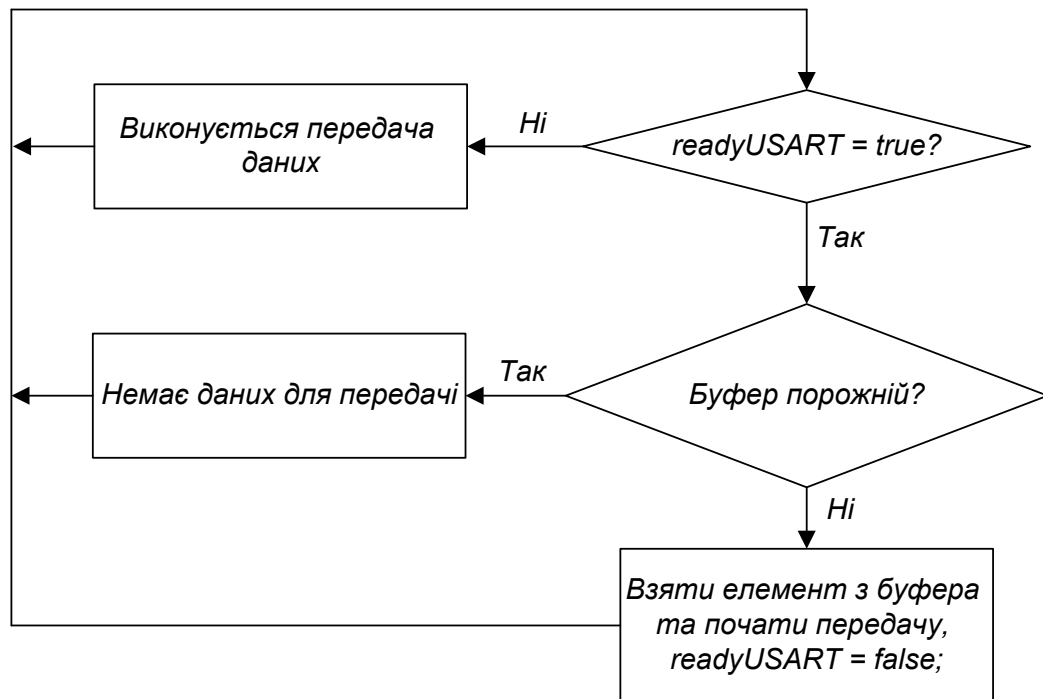 readyUSART = true?
Ні
Виконується передача
даних
Так
Буфер порожній?
Так
Немає даних для передачі
Ні
Взяти елемент з буфера
та почати передачу,
readyUSART = false;